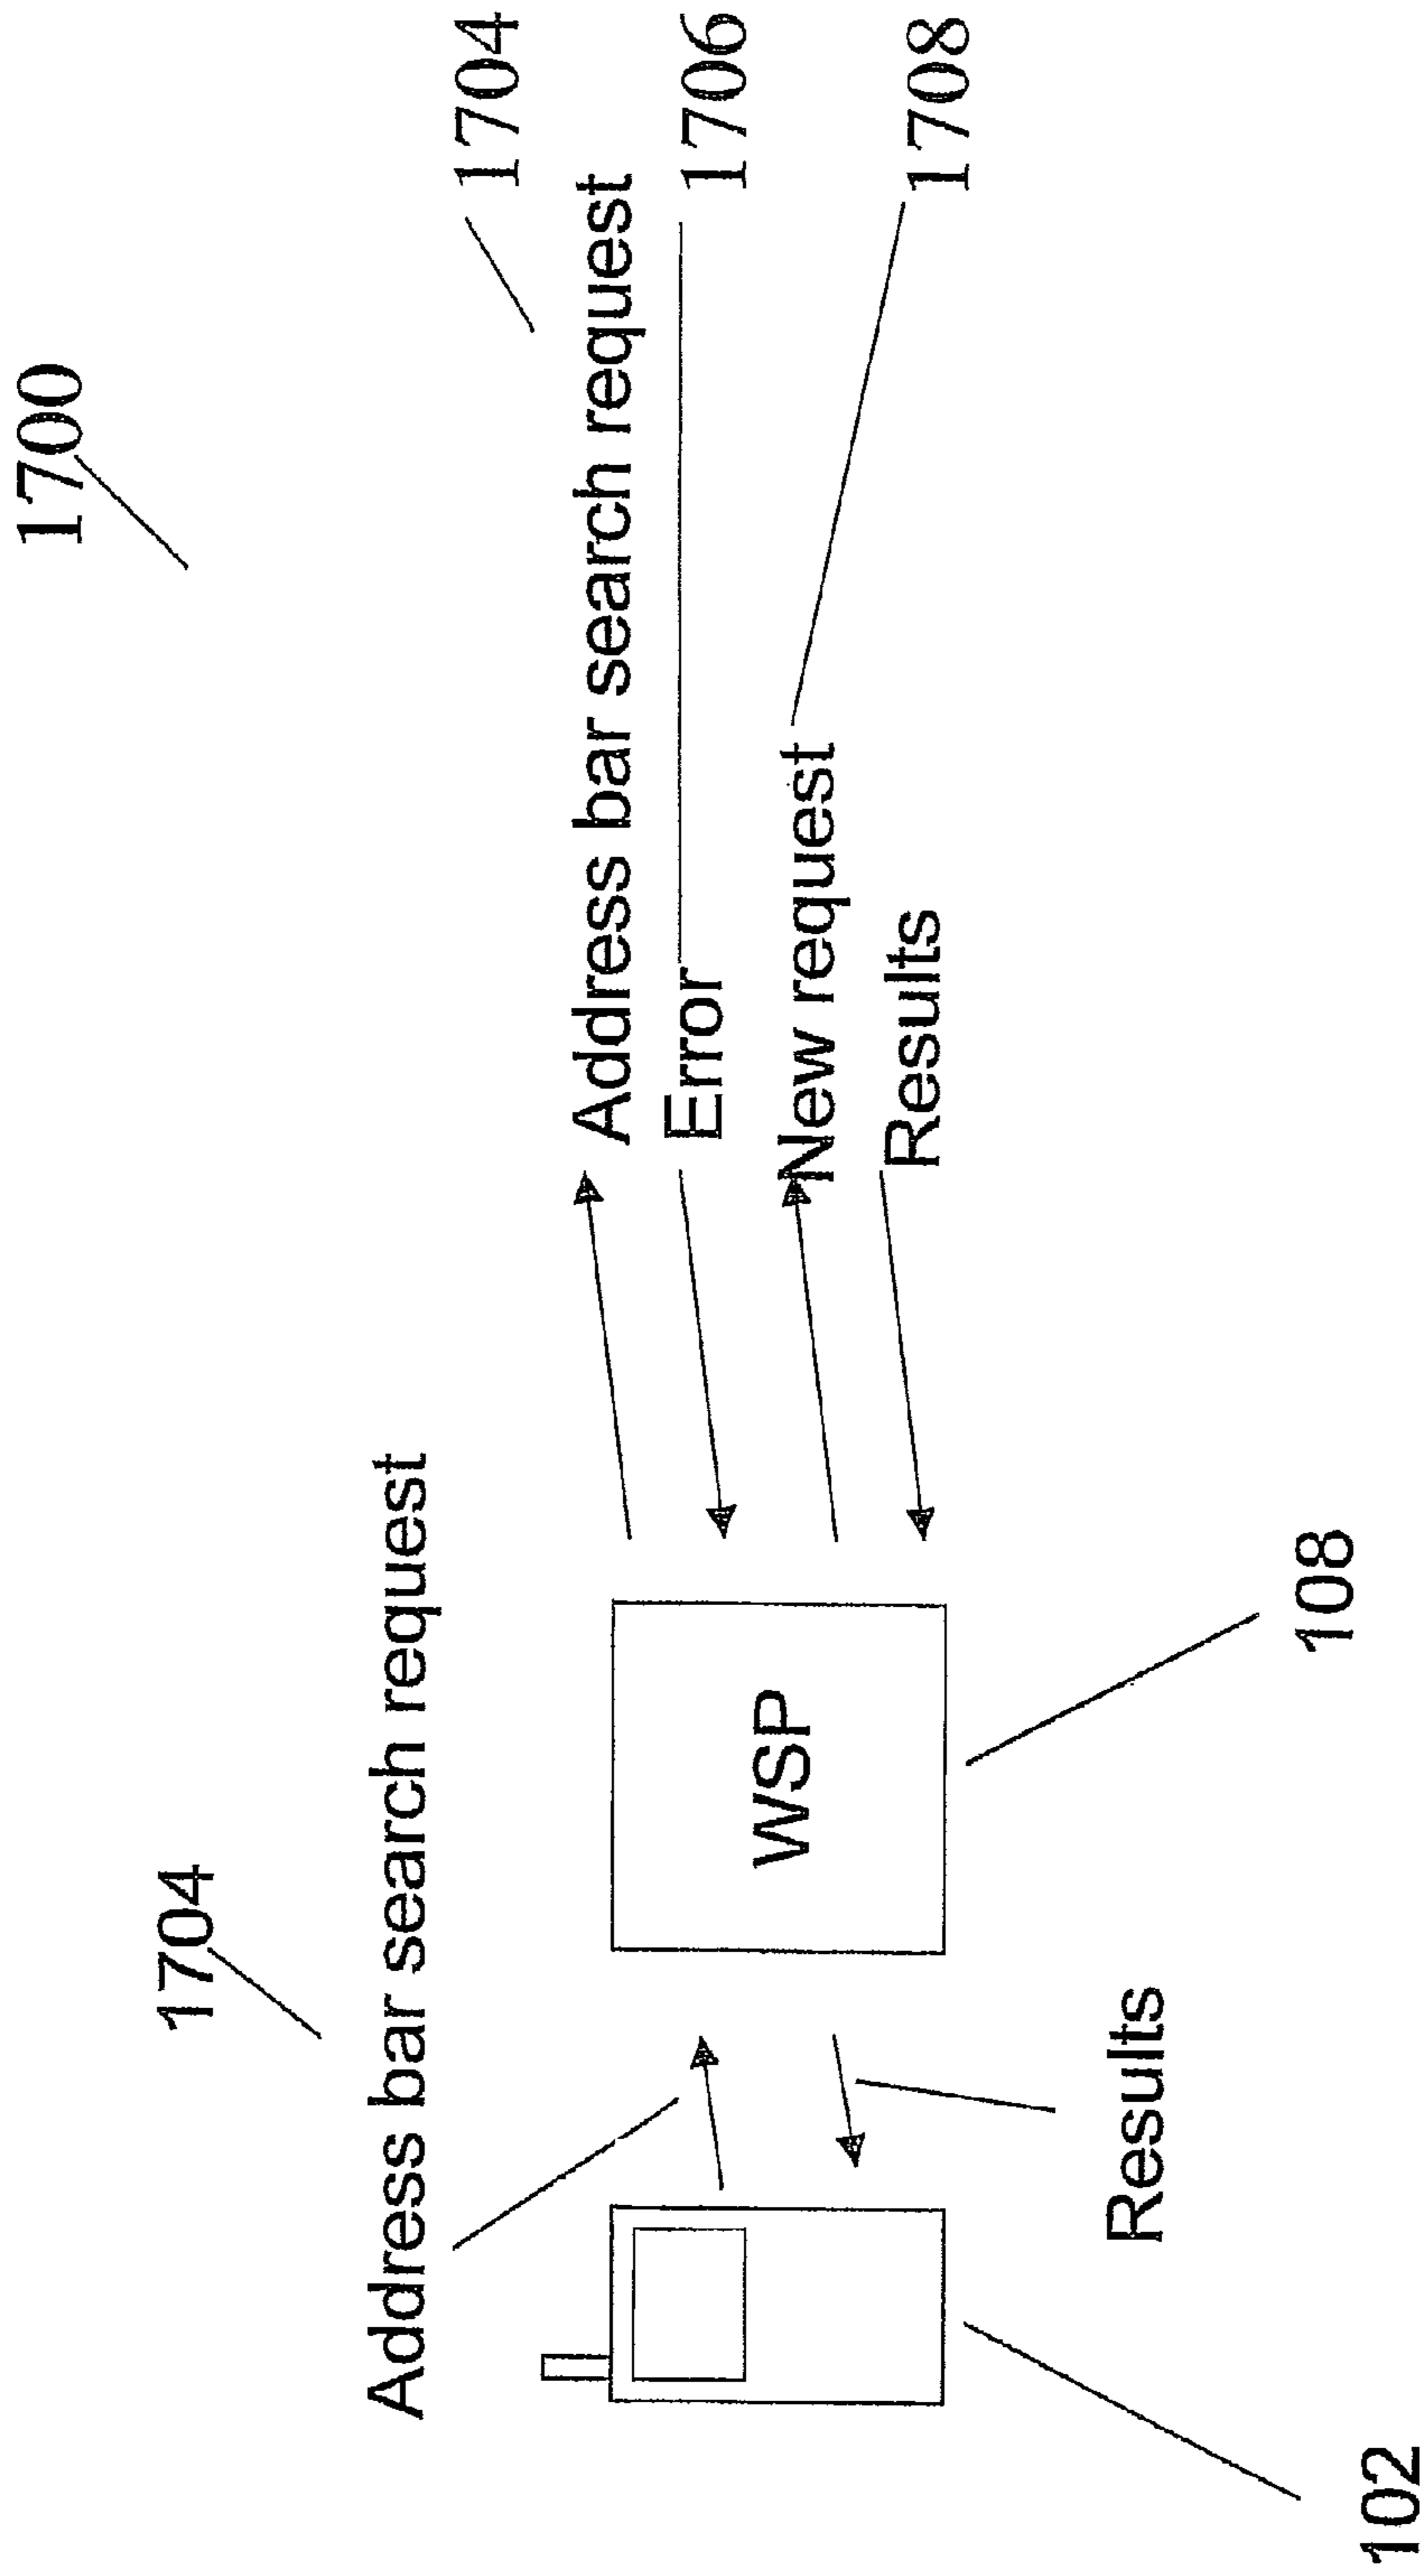 1700
1704
Address bar search request
1704
Address bar search request
1706
Error
1708
New request
Results
WSP
Results
108
102